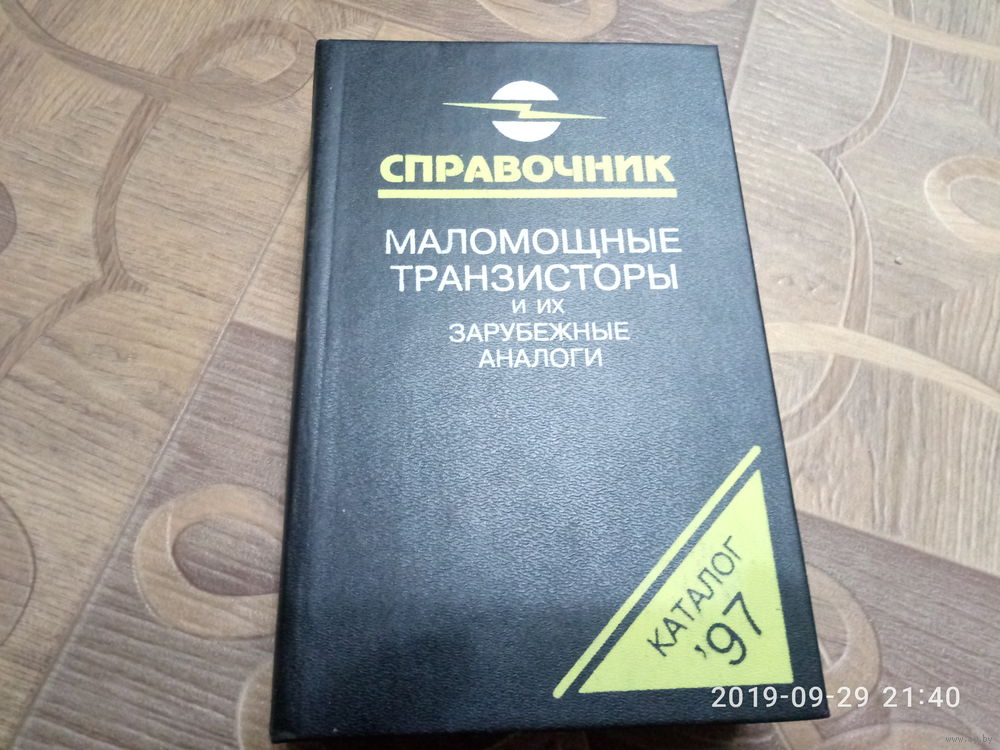 СПРАВОЧНИК
МАЛОМОЩНЫЕ
ТРАНЗИСТОРЫ
И ИХ
ЗАРУБЕЖНЫЕ
АНАЛОГИ
КАТАЛОГ
'97
2019-09-29 21:40